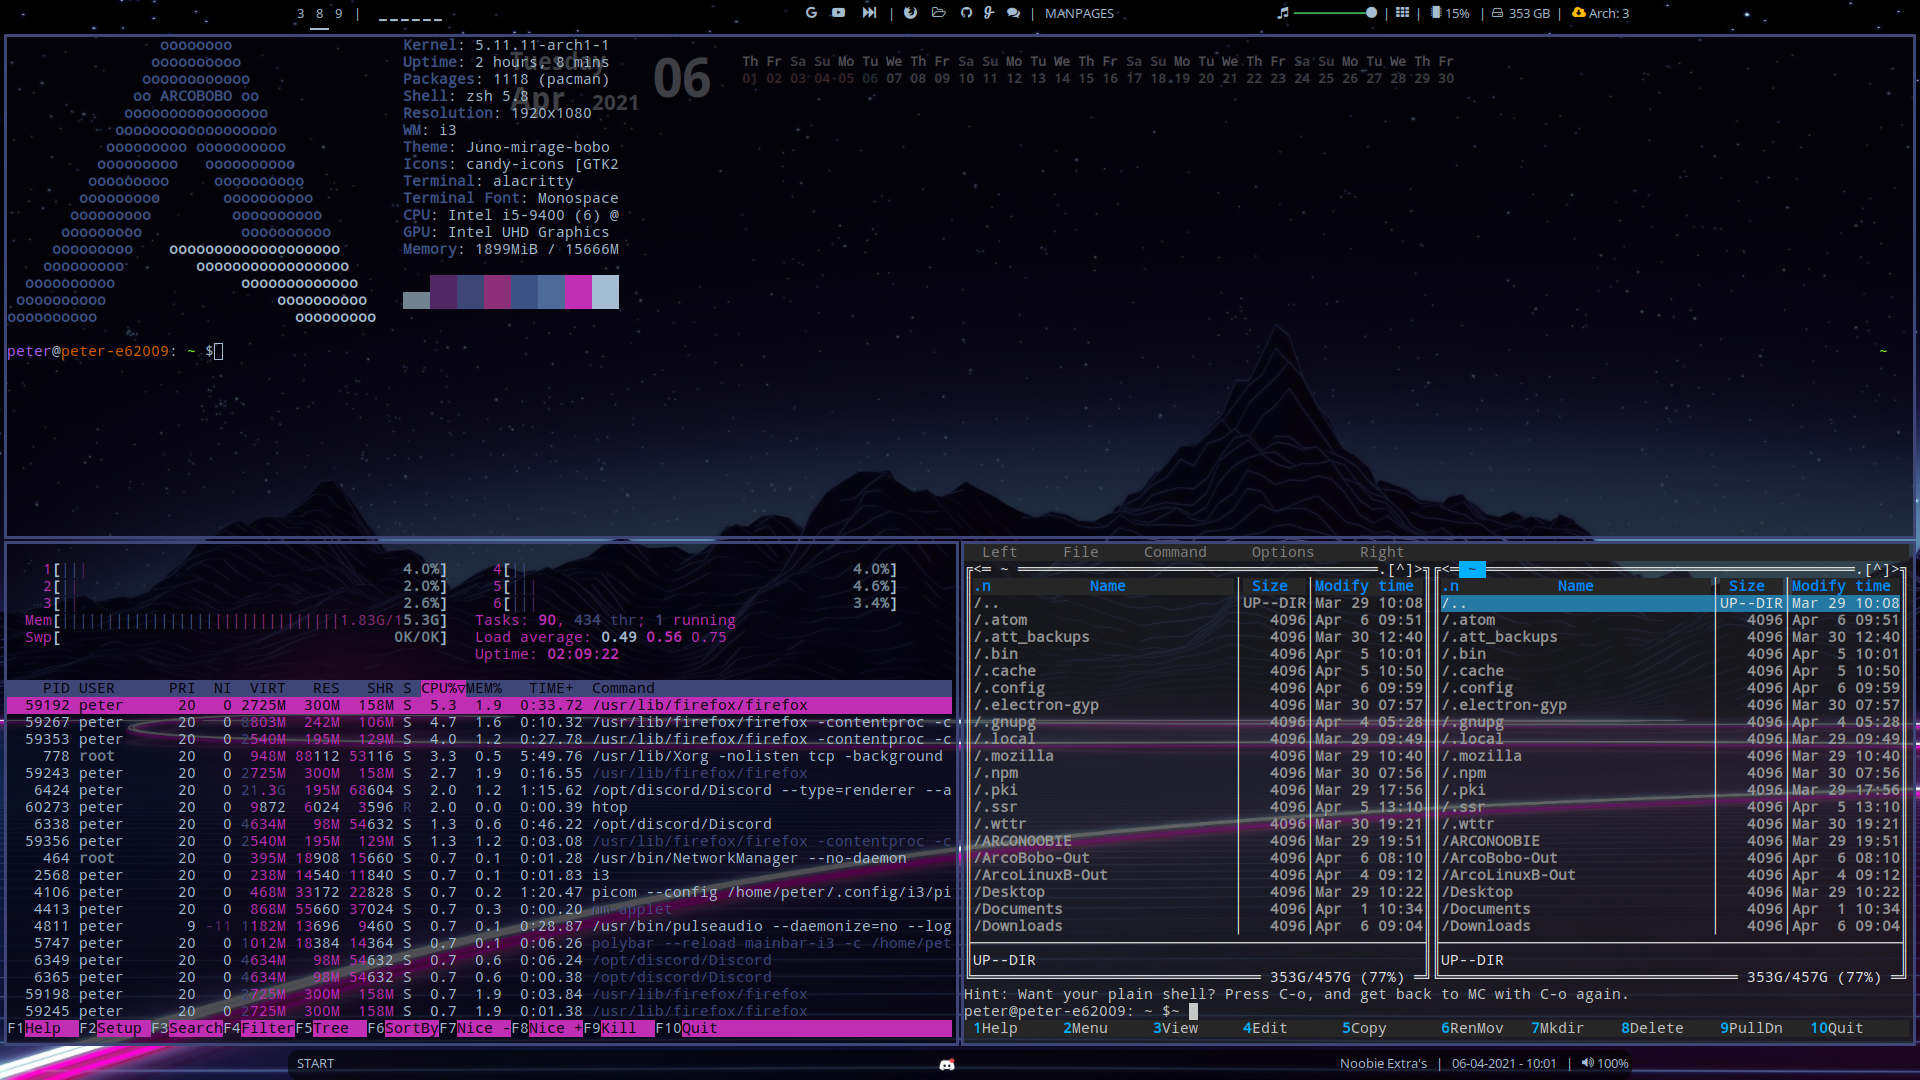 3 8 9 | ______
G | | MANPAGES
| | 15% | 353 GB | Arch: 3
oooooooo
oooooooooo
oooooooooooo
oo ARCOBOBO oo
oooooooooooooooo
oooooooooooooooooo
ooooooooo oooooooooo
ooooooooo oooooooooo
ooooooooo oooooooooo
ooooooooo oooooooooo
ooooooooo oooooooooo
ooooooooo oooooooooo
ooooooooo ooooooooooooooooooo
ooooooooo ooooooooooooooooo
oooooooooo ooooooooooooo
oooooooooo oooooooooo
oooooooooo ooooooooo
Kernel: 5.11.11-arch1-1
Uptime: 2 hours, 8 mins
Packages: 1118 (pacman)
Shell: zsh 5.8
Resolution: 1920x1080
WM: i3
Theme: Juno-mirage-bobo
Icons: candy-icons [GTK2
Terminal: alacritty
Terminal Font: Monospace
CPU: Intel i5-9400 (6) @
GPU: Intel UHD Graphics
Memory: 1899MiB / 15666M
Tuesday
Apr 2021
06
Th Fr Sa Su Mo Tu We Th Fr Sa Su Mo Tu We Th Fr Sa Su Mo Tu We Th Fr Sa Su Mo Tu We Th Fr
01 02 03 04 05 06 07 08 09 10 11 12 13 14 15 16 17 18 19 20 21 22 23 24 25 26 27 28 29 30
peter@peter-e62009: ~ $ ~
1[||| 4.0%] 4[|| 4.0%]
2[|| 2.0%] 5[||| 4.6%]
3[|| 2.6%] 6[||| 3.4%]
Mem[|||||||||||||||||||||||||||||||1.83G/15.3G] Tasks: 90, 434 thr; 1 running
Swp[ 0K/0K] Load average: 0.49 0.56 0.75
Uptime: 02:09:22
PID USER PRI NI VIRT RES SHR S CPU%▽MEM% TIME+ Command
59192 peter 20 0 2725M 300M 158M S 5.3 1.9 0:33.72 /usr/lib/firefox/firefox
59267 peter 20 0 8803M 242M 106M S 4.7 1.6 0:10.32 /usr/lib/firefox/firefox -contentproc -c
59353 peter 20 0 2540M 195M 129M S 4.0 1.2 0:27.78 /usr/lib/firefox/firefox -contentproc -c
778 root 20 0 948M 88112 53116 S 3.3 0.5 5:49.76 /usr/lib/Xorg -nolisten tcp -background
59243 peter 20 0 2725M 300M 158M S 2.7 1.9 0:16.55 /usr/lib/firefox/firefox
6424 peter 20 0 21.3G 195M 68604 S 2.0 1.2 1:15.62 /opt/discord/Discord --type=renderer --a
60273 peter 20 0 9872 6024 3596 R 2.0 0.0 0:00.39 htop
6338 peter 20 0 4634M 98M 54632 S 1.3 0.6 0:46.22 /opt/discord/Discord
59356 peter 20 0 2540M 195M 129M S 1.3 1.2 0:03.08 /usr/lib/firefox/firefox -contentproc -c
464 root 20 0 395M 18908 15660 S 0.7 0.1 0:01.28 /usr/bin/NetworkManager --no-daemon
2568 peter 20 0 238M 14540 11840 S 0.7 0.1 0:01.83 i3
4106 peter 20 0 468M 33172 22828 S 0.7 0.2 1:20.47 picom --config /home/peter/.config/i3/pi
4413 peter 20 0 868M 55660 37024 S 0.7 0.3 0:00.20 nm-applet
4811 peter 9 -11 1182M 13696 9460 S 0.7 0.1 0:28.87 /usr/bin/pulseaudio --daemonize=no --log
5747 peter 20 0 1012M 18384 14364 S 0.7 0.1 0:06.26 polybar --reload mainbar-i3 -c /home/pet
6349 peter 20 0 4634M 98M 54632 S 0.7 0.6 0:06.24 /opt/discord/Discord
6365 peter 20 0 4634M 98M 54632 S 0.7 0.6 0:00.38 /opt/discord/Discord
59198 peter 20 0 2725M 300M 158M S 0.7 1.9 0:03.84 /usr/lib/firefox/firefox
59245 peter 20 0 2725M 300M 158M S 0.7 1.9 0:01.38 /usr/lib/firefox/firefox
F1Help F2Setup F3SearchF4FilterF5Tree F6SortByF7Nice -F8Nice +F9Kill F10Quit
Left File Command Options Right
<= ~ .[^]> <= ~ .[^]>
.n Name Size Modify time .n Name Size Modify time
/.. UP--DIR Mar 29 10:08 /.. UP--DIR Mar 29 10:08
/.atom 4096 Apr 6 09:51 /.atom 4096 Apr 6 09:51
/.att_backups 4096 Mar 30 12:40 /.att_backups 4096 Mar 30 12:40
/.bin 4096 Apr 5 10:01 /.bin 4096 Apr 5 10:01
/.cache 4096 Apr 5 10:50 /.cache 4096 Apr 5 10:50
/.config 4096 Apr 6 09:59 /.config 4096 Apr 6 09:59
/.electron-gyp 4096 Mar 30 07:57 /.electron-gyp 4096 Mar 30 07:57
/.gnupg 4096 Apr 4 05:28 /.gnupg 4096 Apr 4 05:28
/.local 4096 Mar 29 09:49 /.local 4096 Mar 29 09:49
/.mozilla 4096 Mar 29 10:40 /.mozilla 4096 Mar 29 10:40
/.npm 4096 Mar 30 07:56 /.npm 4096 Mar 30 07:56
/.pki 4096 Mar 29 17:56 /.pki 4096 Mar 29 17:56
/.ssr 4096 Apr 5 13:10 /.ssr 4096 Apr 5 13:10
/.wttr 4096 Mar 30 19:21 /.wttr 4096 Mar 30 19:21
/ARCONOOBIE 4096 Mar 29 19:51 /ARCONOOBIE 4096 Mar 29 19:51
/ArcoBobo-Out 4096 Apr 6 08:10 /ArcoBobo-Out 4096 Apr 6 08:10
/ArcoLinuxB-Out 4096 Apr 4 09:12 /ArcoLinuxB-Out 4096 Apr 4 09:12
/Desktop 4096 Mar 29 10:22 /Desktop 4096 Mar 29 10:22
/Documents 4096 Apr 1 10:34 /Documents 4096 Apr 1 10:34
/Downloads 4096 Apr 6 09:04 /Downloads 4096 Apr 6 09:04
UP--DIR UP--DIR
353G/457G (77%) 353G/457G (77%)
Hint: Want your plain shell? Press C-o, and get back to MC with C-o again.
peter@peter-e62009: ~ $~
1Help 2Menu 3View 4Edit 5Copy 6RenMov 7Mkdir 8Delete 9PullDn 10Quit
START
Noobie Extra's | 06-04-2021 - 10:01 | 100%